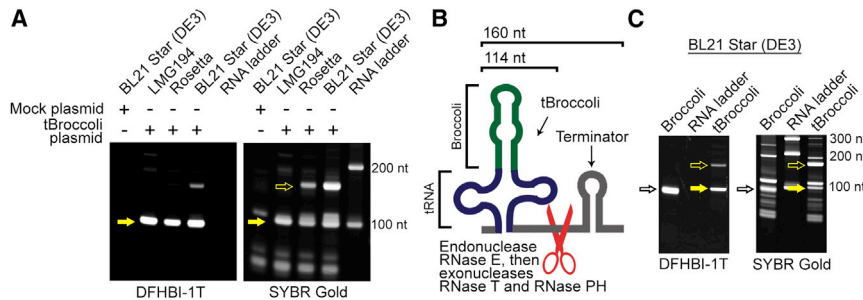 A
BL21 Star (DE3)
LMG194
Rosetta
BL21 Star (DE3)
RNA ladder
BL21 Star (DE3)
LMG194
Rosetta
BL21 Star (DE3)
RNA ladder
Mock plasmid + - - - + - - -
tBroccoli plasmid - + + + - + + +
200 nt
100 nt
DFHBI-1T
SYBR Gold
B
160 nt
114 nt
Broccoli
tBroccoli
Terminator
tRNA
Endonuclease
RNase E, then
exonucleases
RNase T and RNase PH
C
BL21 Star (DE3)
Broccoli
RNA ladder
tBroccoli
Broccoli
RNA ladder
tBroccoli
300 nt
200 nt
100 nt
DFHBI-1T
SYBR Gold